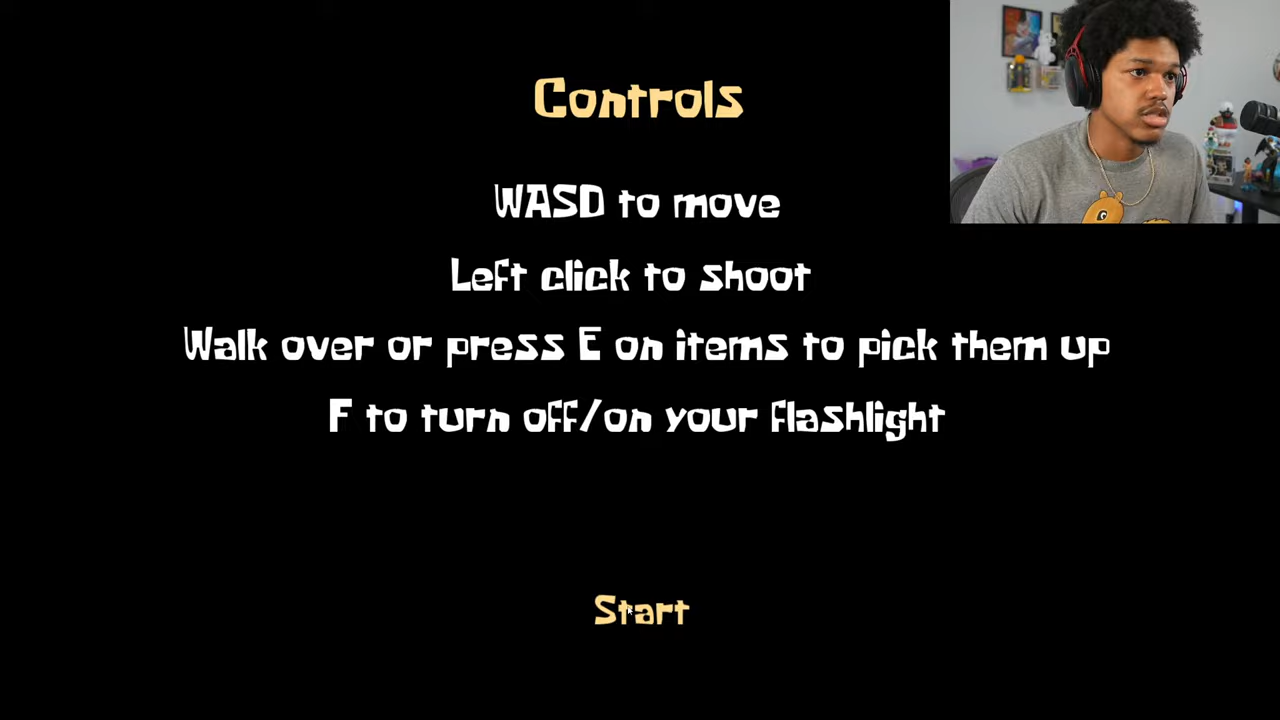 Controls
WASD to move
Left click to shoot
Walk over or press E on items to pick them up
F to turn off/on your flashlight
Start